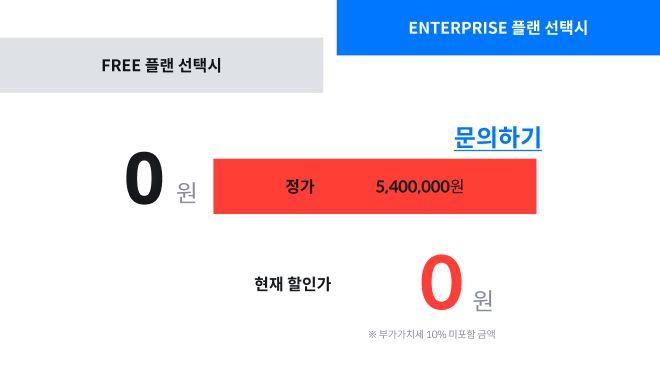 ENTERPRISE 플랜 선택시
FREE 플랜 선택시
문의하기
0 원
정가 5,400,000원
현재 할인가 0 원
※ 부가가치세 10% 미포함 금액